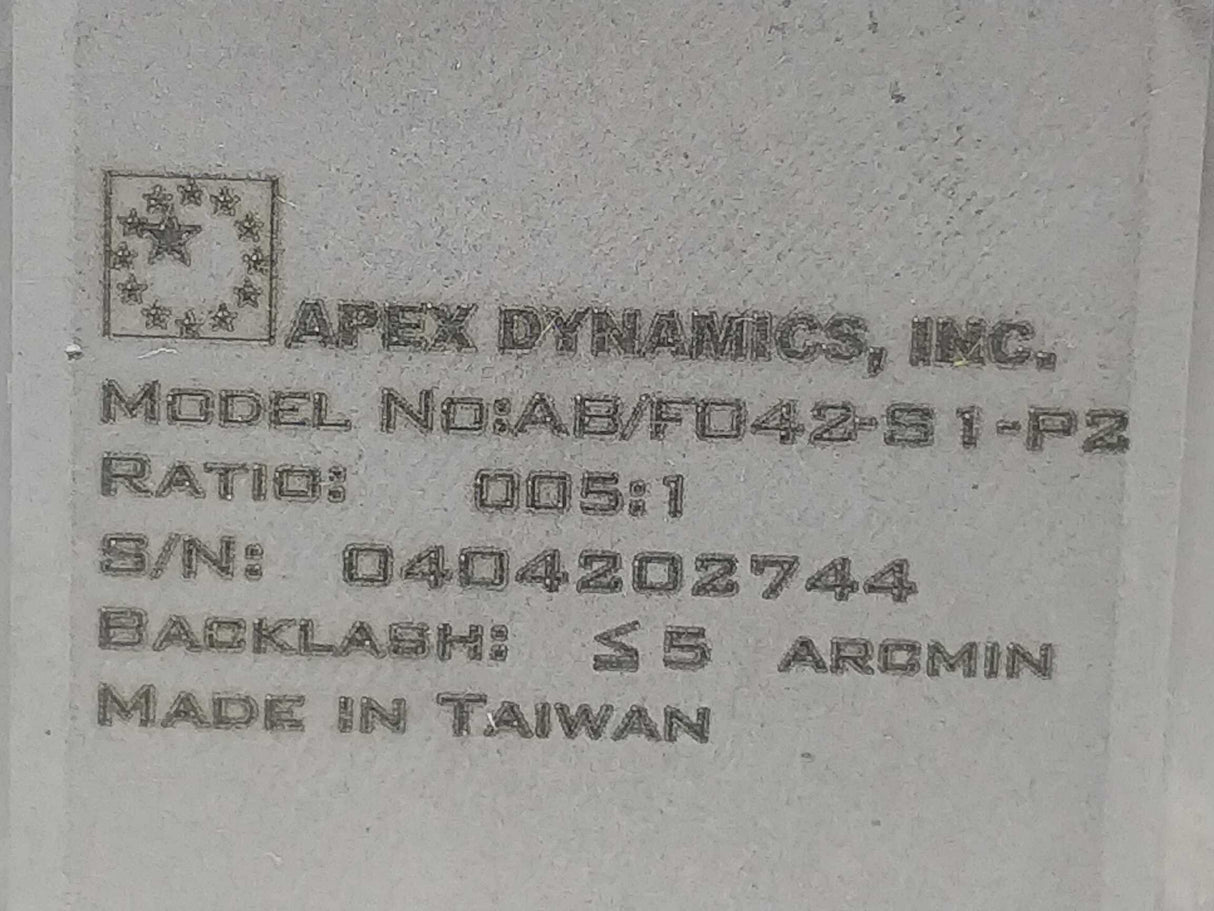 APEX DYNAMICS, INC.
MODEL NO:AB/F042-S1-P2
RATIO: 005:1
S/N: 0404202744
BACKLASH: ≤5 ARCMIN
MADE IN TAIWAN